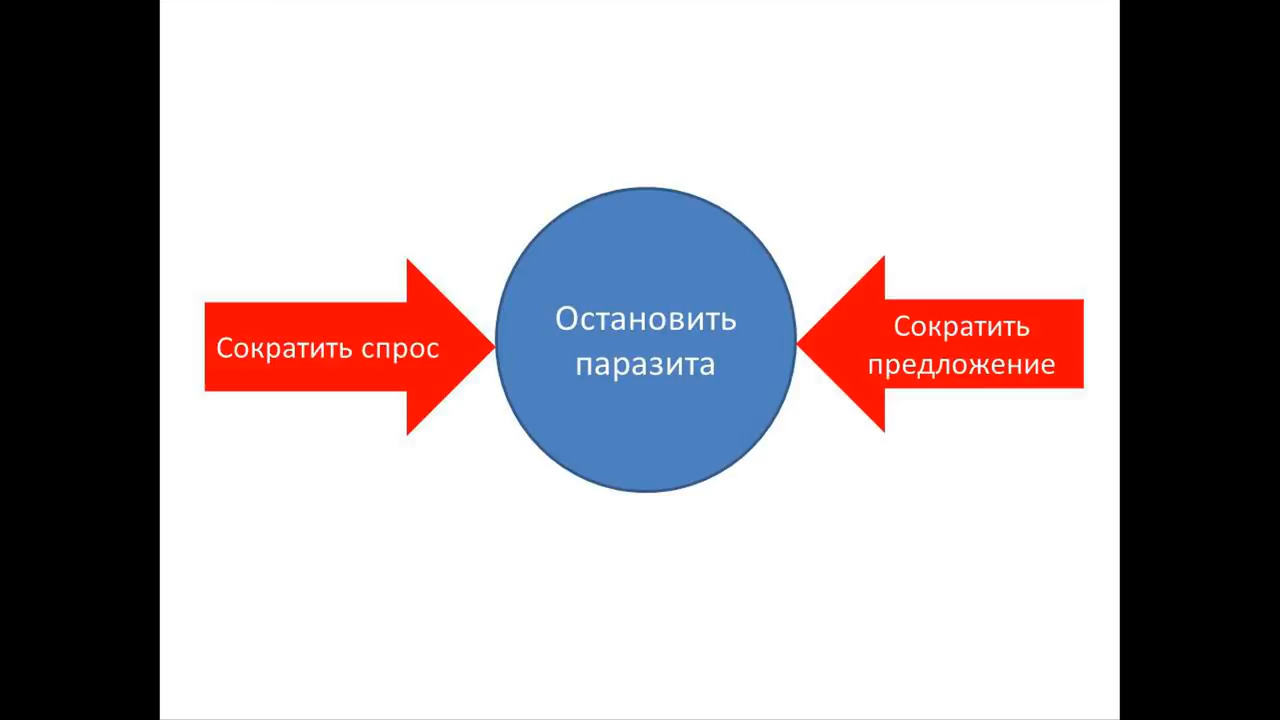 Сократить спрос
Остановить
паразита
Сократить
предложение